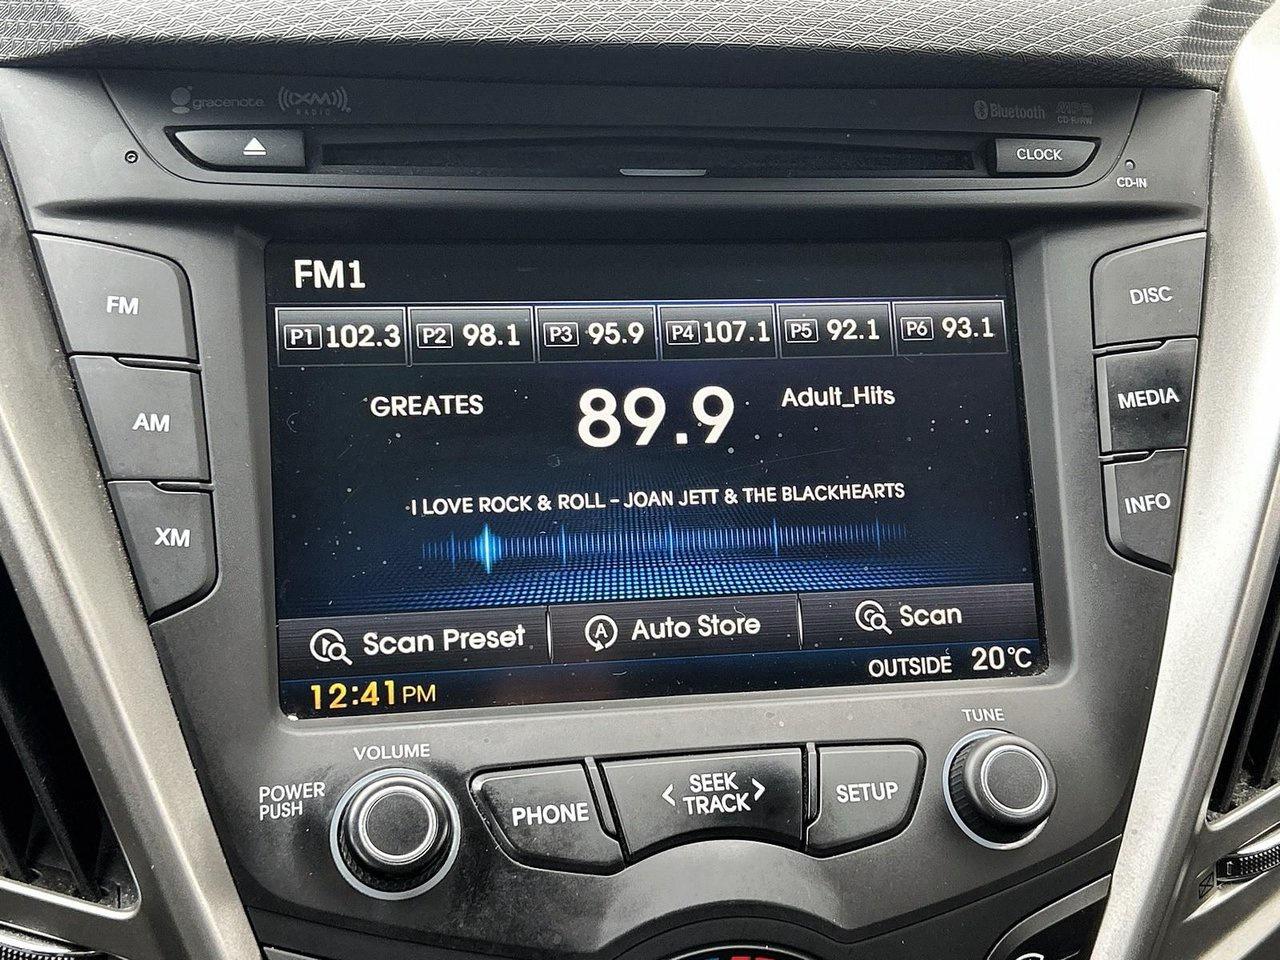 gracenote
XM
RADIO
Bluetooth
MP3
CD-R/RW
CLOCK
CD-IN
FM1
P1 102.3
P2 98.1
P3 95.9
P4 107.1
P5 92.1
P6 93.1
FM
AM
XM
DISC
MEDIA
INFO
GREATES
89.9
Adult_Hits
I LOVE ROCK & ROLL - JOAN JETT & THE BLACKHEARTS
Scan Preset
Auto Store
Scan
12:41 PM
OUTSIDE 20°C
VOLUME
POWER
PUSH
PHONE
< SEEK >
TRACK
SETUP
TUNE